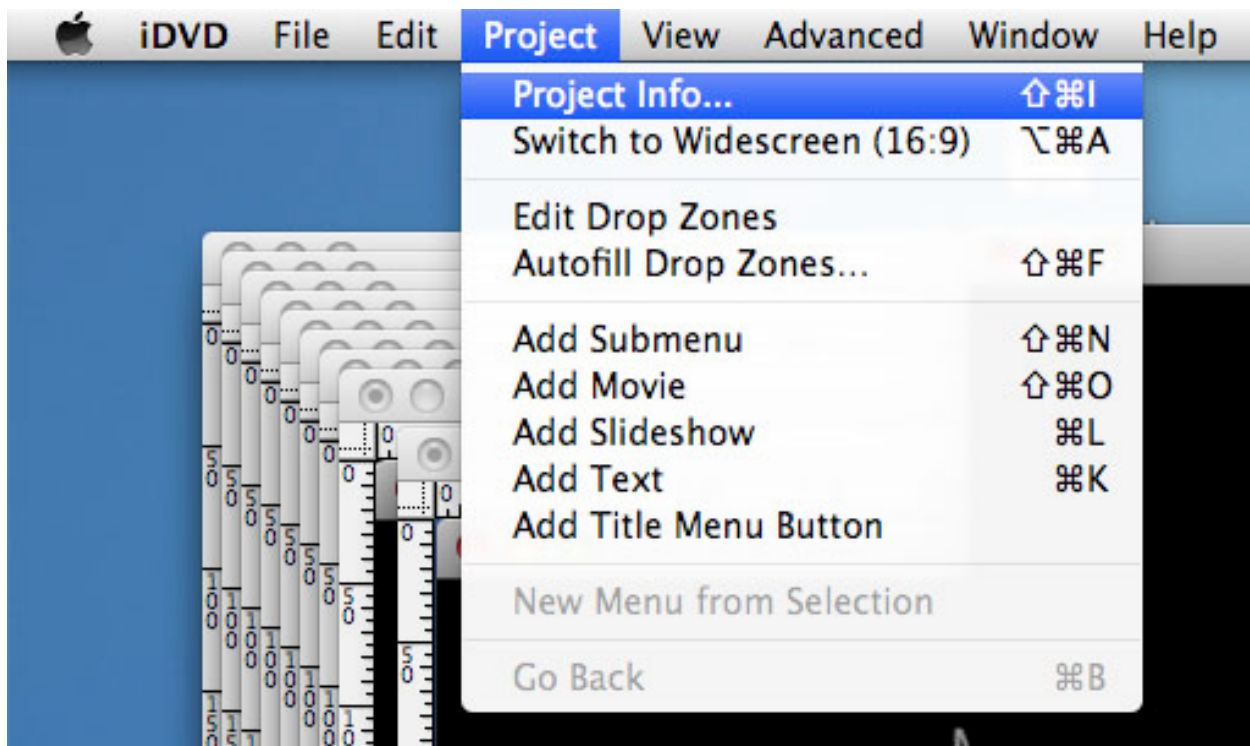 iDVD File Edit Project View Advanced Window Help
Project Info... ⇧⌘I
Switch to Widescreen (16:9) ⌥⌘A
Edit Drop Zones
Autofill Drop Zones... ⇧⌘F
Add Submenu ⇧⌘N
Add Movie ⇧⌘O
Add Slideshow ⌘L
Add Text ⌘K
Add Title Menu Button
New Menu from Selection
Go Back ⌘B